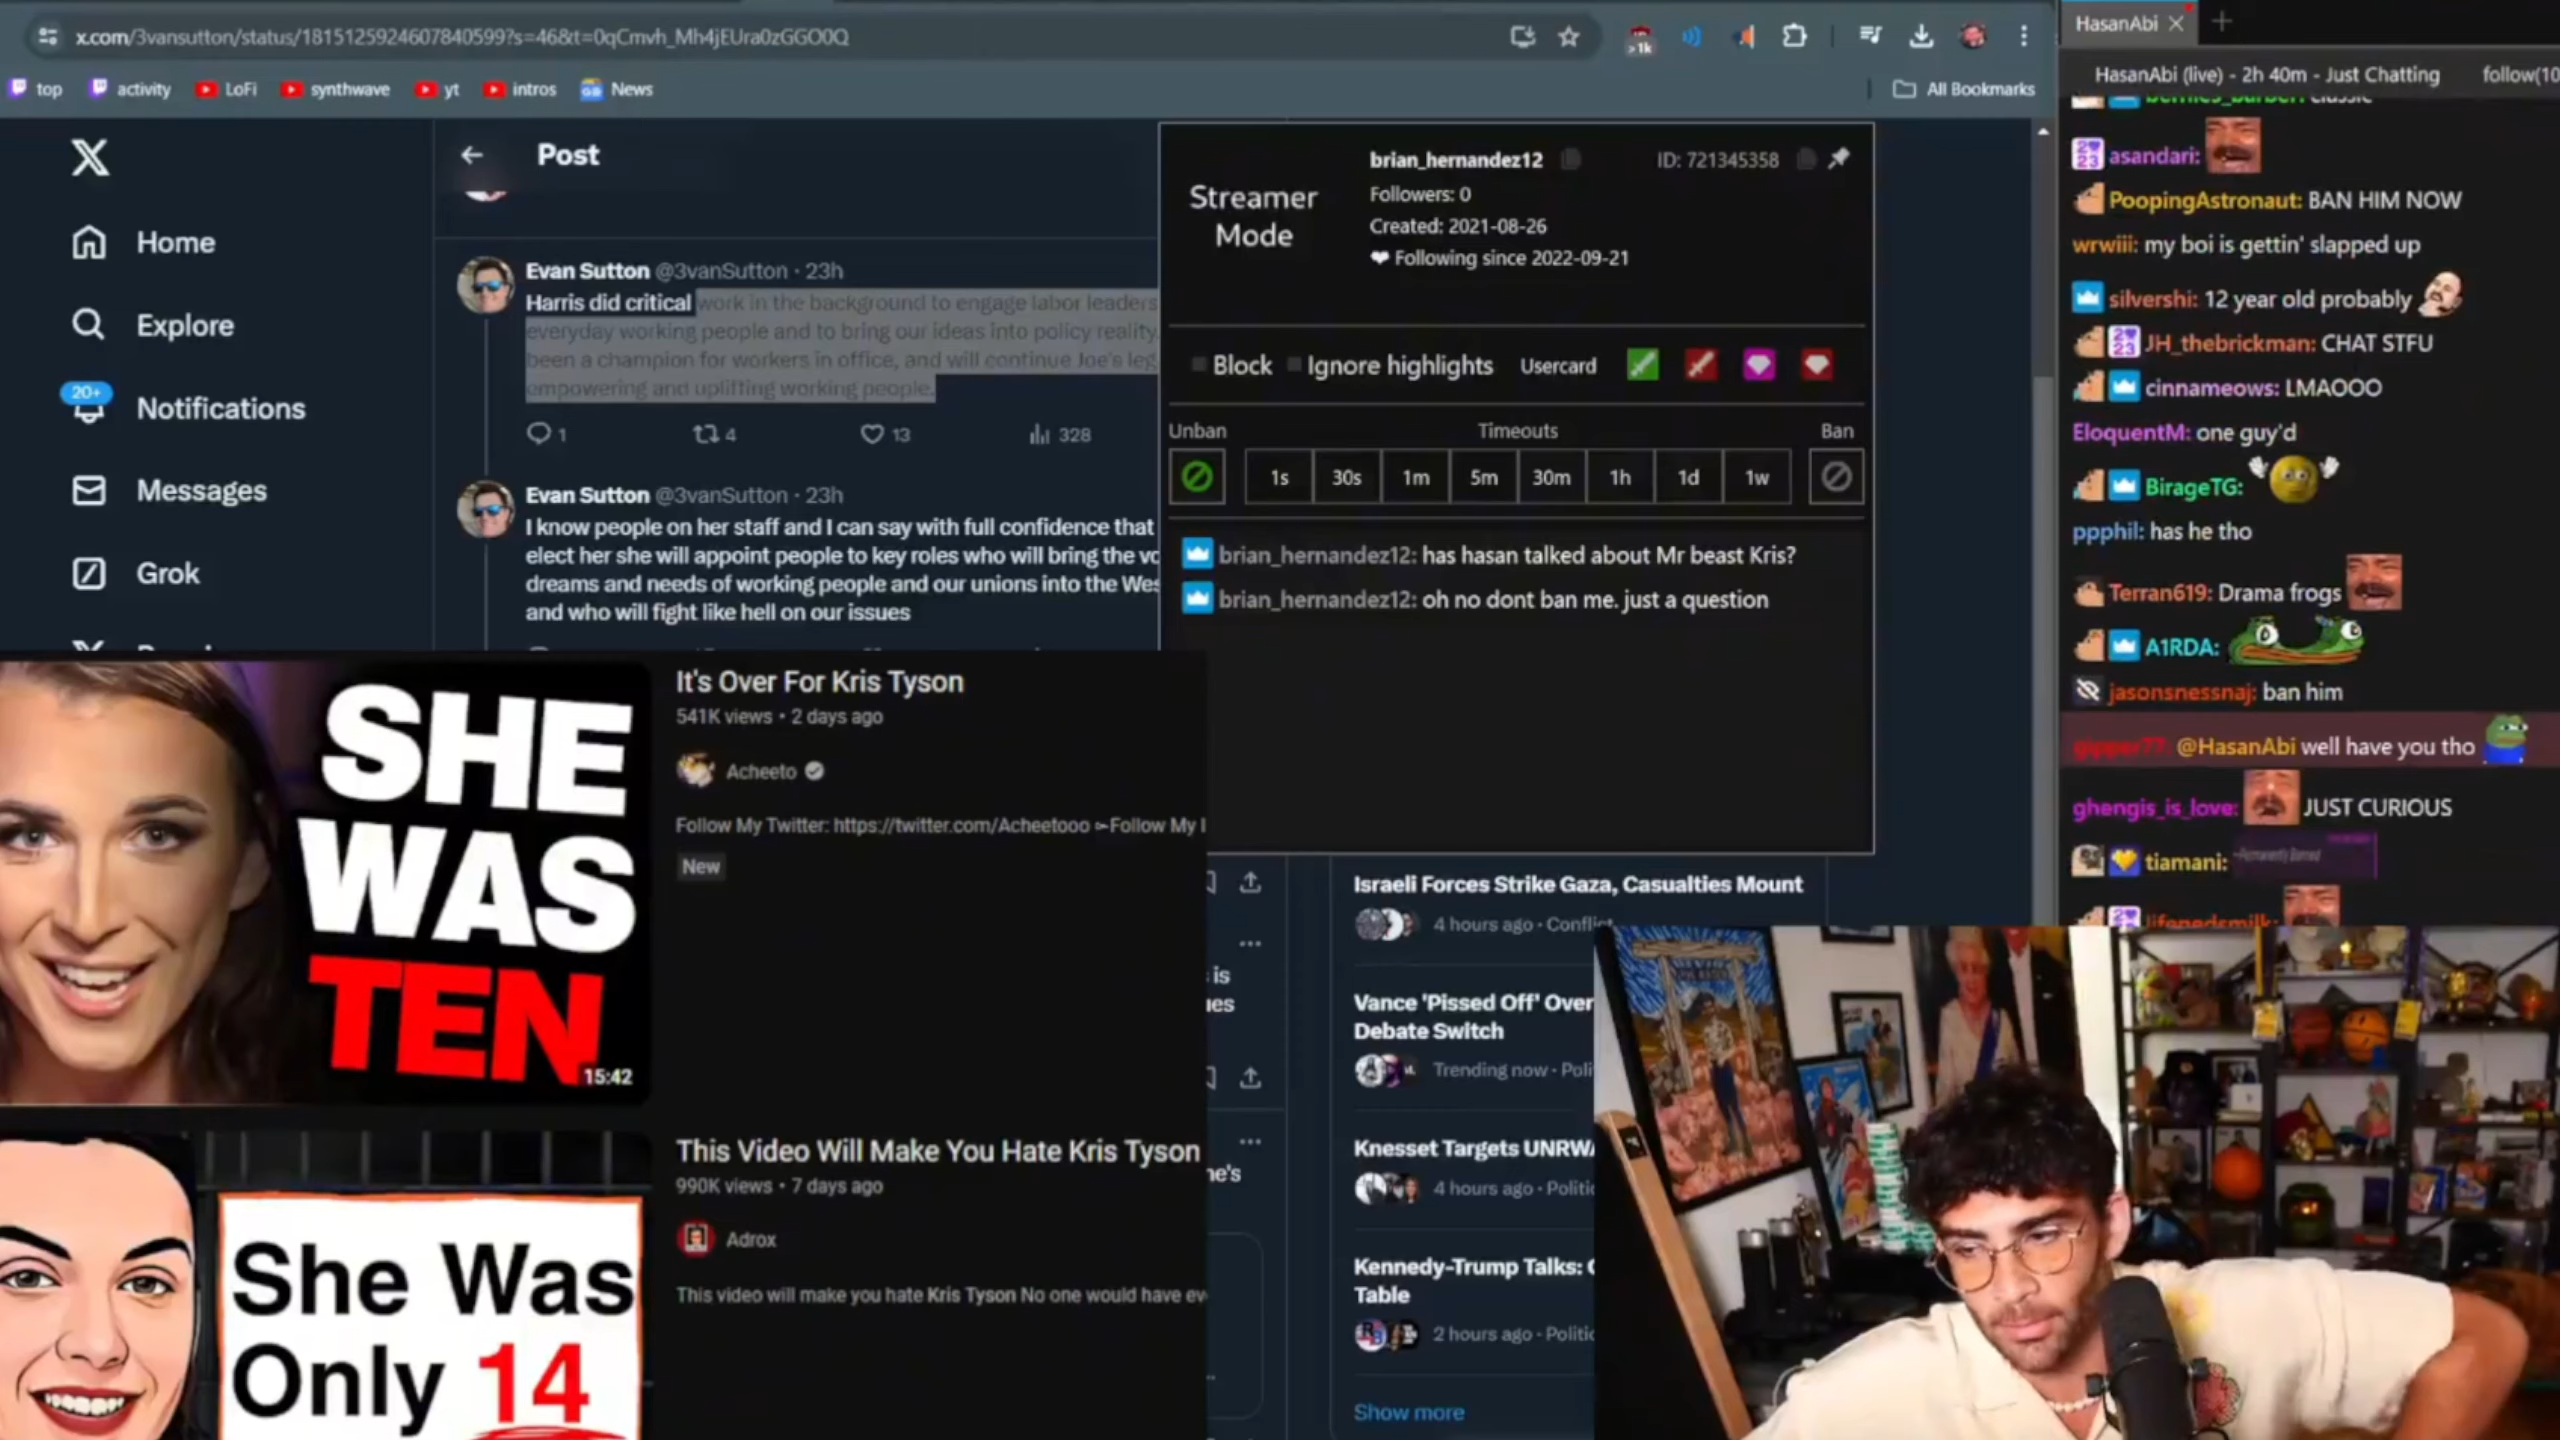 x.com/3vansutton/status/1815125924607840599?s=46&t=0qCmvh_Mh4jEUra0zGGO0Q
>1k
top
activity
LoFi
synthwave
yt
intros
News
All Bookmarks
Post
Home
Explore
20+
Notifications
Messages
Grok
Evan Sutton @3vanSutton · 23h
Harris did critical work in the background to engage labor leaders
everyday working people and to bring our ideas into policy reality.
been a champion for workers in office, and will continue Joe's leg
empowering and uplifting working people.
1
4
13
328
Evan Sutton @3vanSutton · 23h
I know people on her staff and I can say with full confidence that
elect her she will appoint people to key roles who will bring the vo
dreams and needs of working people and our unions into the Wes
and who will fight like hell on our issues
Streamer
Mode
brian_hernandez12
ID: 721345358
Followers: 0
Created: 2021-08-26
Following since 2022-09-21
Block
Ignore highlights
Usercard
Unban
Timeouts
Ban
1s
30s
1m
5m
30m
1h
1d
1w
brian_hernandez12: has hasan talked about Mr beast Kris?
brian_hernandez12: oh no dont ban me. just a question
SHE
WAS
TEN
15:42
It's Over For Kris Tyson
541K views • 2 days ago
Acheeto
Follow My Twitter: https://twitter.com/Acheetooo ➢Follow My I
New
She Was
Only 14
This Video Will Make You Hate Kris Tyson
990K views • 7 days ago
Adrox
This video will make you hate Kris Tyson No one would have ev
is
ues
he's
Israeli Forces Strike Gaza, Casualties Mount
4 hours ago · Conflict
Vance 'Pissed Off' Over
Debate Switch
Trending now · Poli
Knesset Targets UNRWA
4 hours ago · Politic
Kennedy-Trump Talks:
Table
2 hours ago · Politic
Show more
HasanAbi
HasanAbi (live) - 2h 40m - Just Chatting
follow(10
bernies_barber: classic
asandari:
PoopingAstronaut: BAN HIM NOW
wrwiii: my boi is gettin' slapped up
silvershi: 12 year old probably
JH_thebrickman: CHAT STFU
cinnameows: LMAOOO
EloquentM: one guy'd
BirageTG:
ppphil: has he tho
Terran619: Drama frogs
A1RDA:
jasonsnessnaj: ban him
gipper77: @HasanAbi well have you tho
ghengis_is_love: JUST CURIOUS
tiamani: